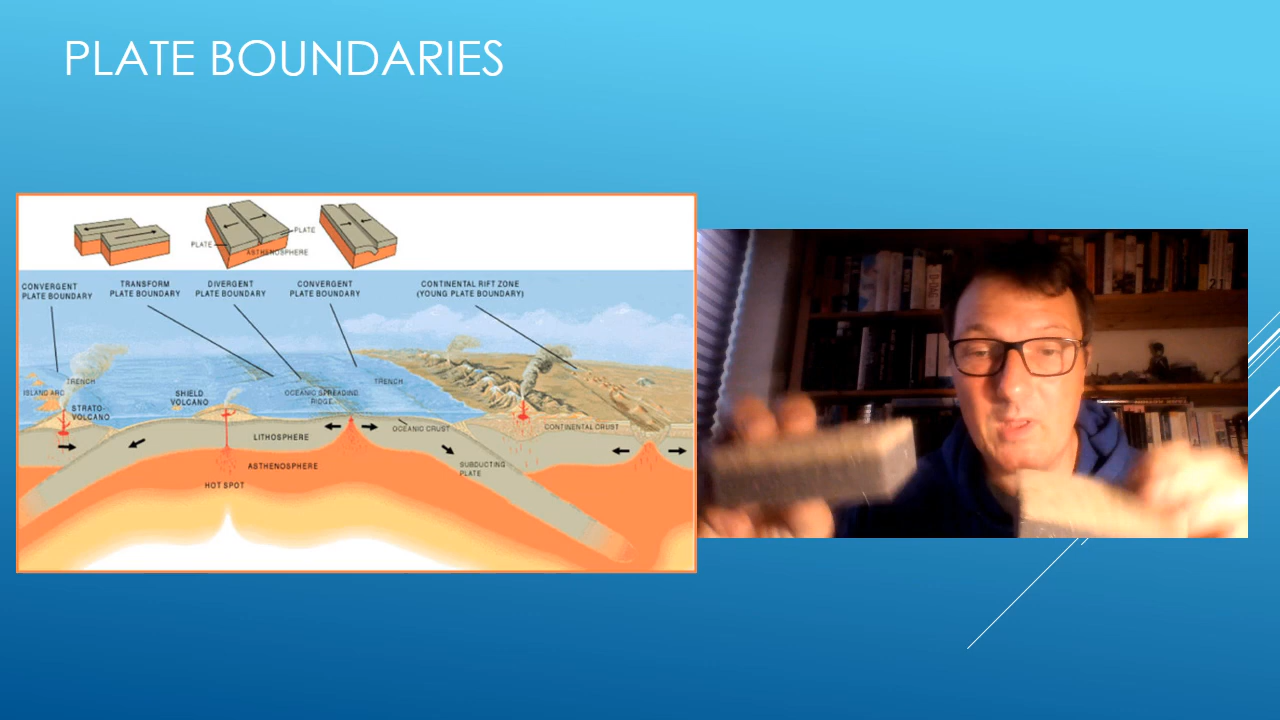 PLATE BOUNDARIES
PLATE
PLATE
ASTHENOSPHERE
CONVERGENT
PLATE BOUNDARY
TRANSFORM
PLATE BOUNDARY
DIVERGENT
PLATE BOUNDARY
CONVERGENT
PLATE BOUNDARY
CONTINENTAL RIFT ZONE
(YOUNG PLATE BOUNDARY)
TRENCH
ISLAND ARC
STRATO-
VOLCANO
SHIELD
VOLCANO
OCEANIC SPREADING
RIDGE
TRENCH
LITHOSPHERE
OCEANIC CRUST
CONTINENTAL CRUST
ASTHENOSPHERE
SUBDUCTING
PLATE
HOT SPOT